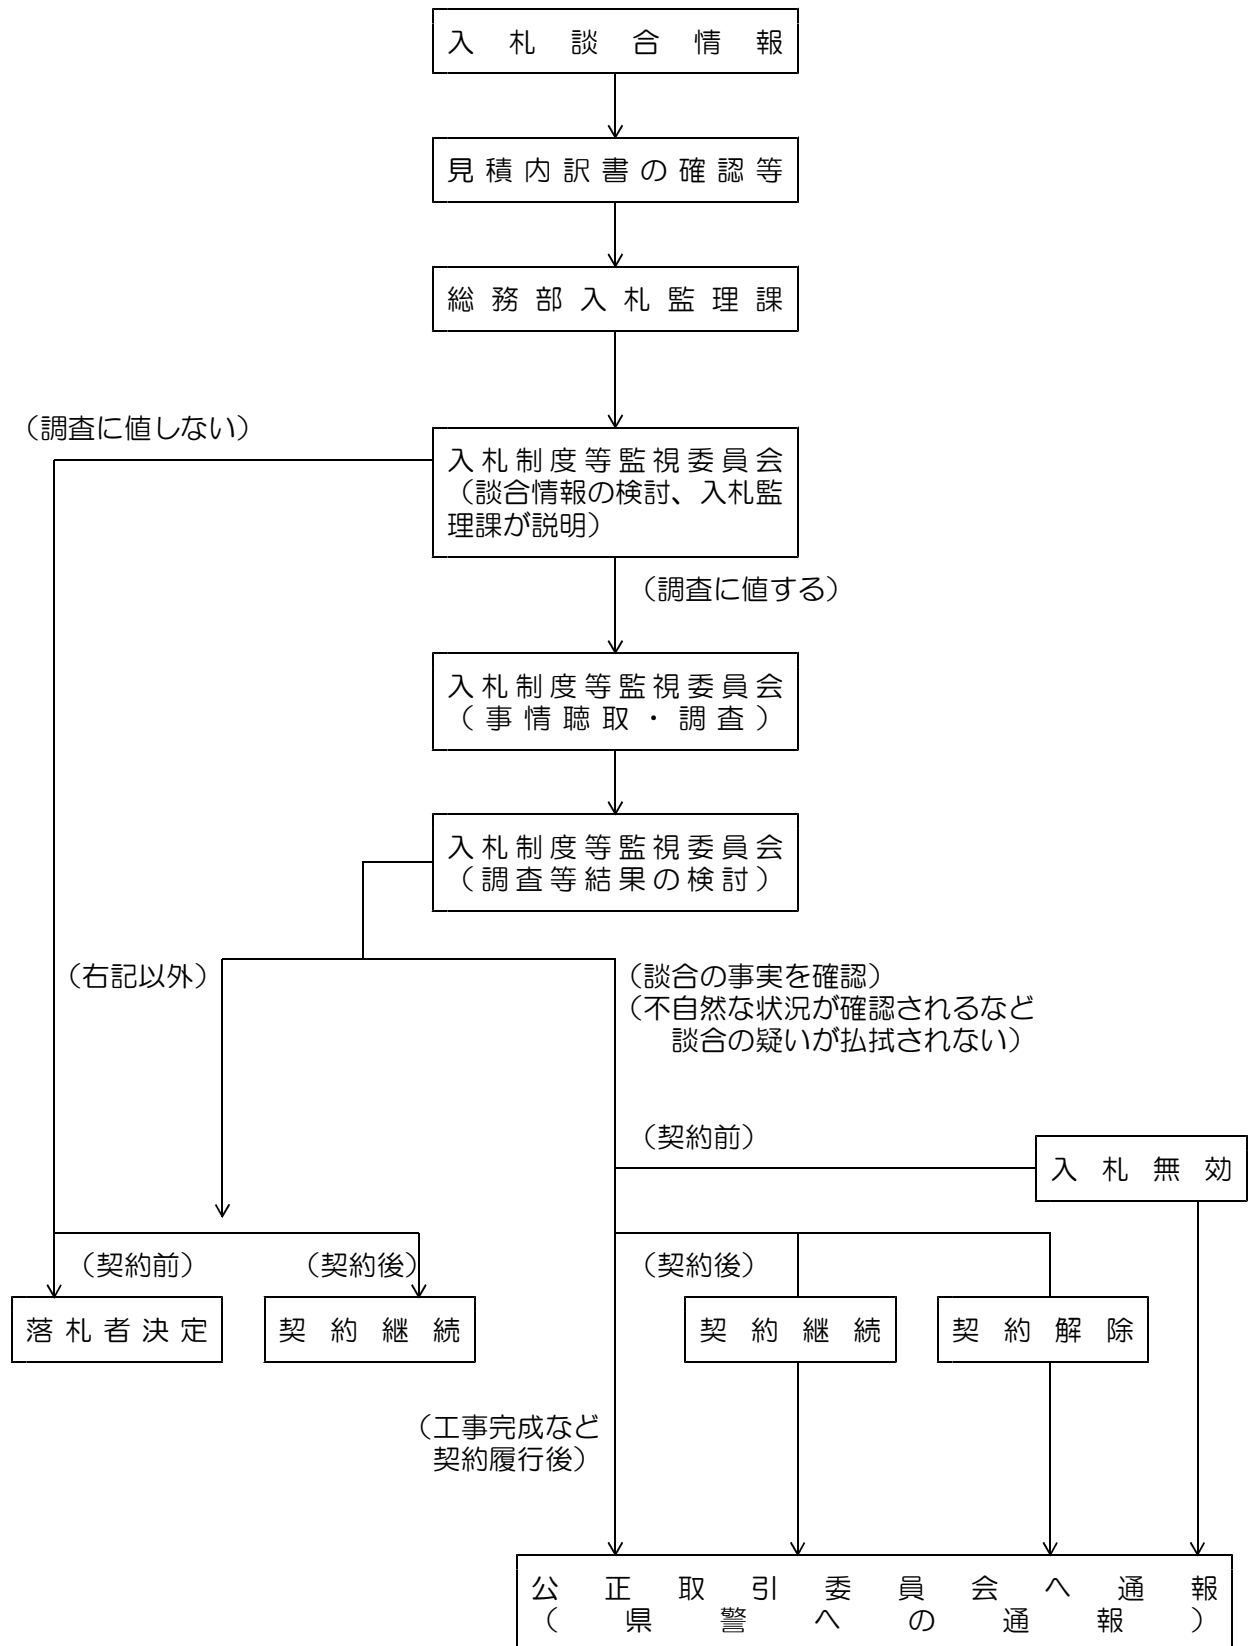 入札談合情報
見積内訳書の確認等
総務部入札監理課
（調査に値しない）
入札制度等監視委員会
（談合情報の検討、入札監
理課が説明）
（調査に値する）
入札制度等監視委員会
（事情聴取・調査）
入札制度等監視委員会
（調査等結果の検討）
（右記以外）
（談合の事実を確認）
（不自然な状況が確認されるなど
談合の疑いが払拭されない）
（契約前）
入札無効
（契約前）
（契約後）
（契約後）
落札者決定
契約継続
契約継続
契約解除
（工事完成など
契約履行後）
公正取引委員会へ通報
（県警への通報）